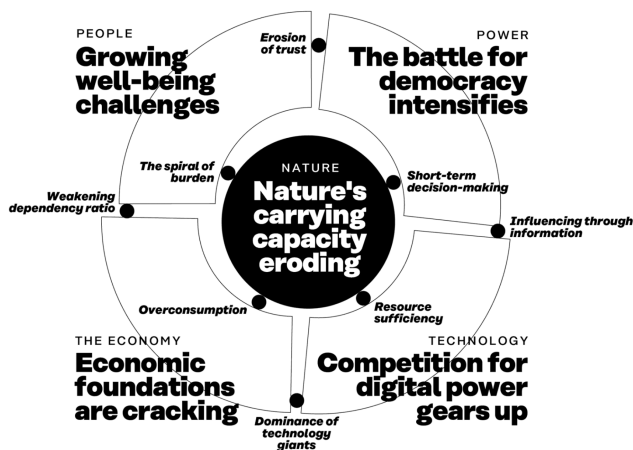 PEOPLE
Growing
well-being
challenges
Erosion
of trust
POWER
The battle for
democracy
intensifies
The spiral of
burden
NATURE
Nature's
carrying
capacity
eroding
Short-term
decision-making
Weakening
dependency ratio
Influencing through
information
Overconsumption
Resource
sufficiency
THE ECONOMY
Economic
foundations
are cracking
TECHNOLOGY
Competition for
digital power
gears up
Dominance of
technology
giants